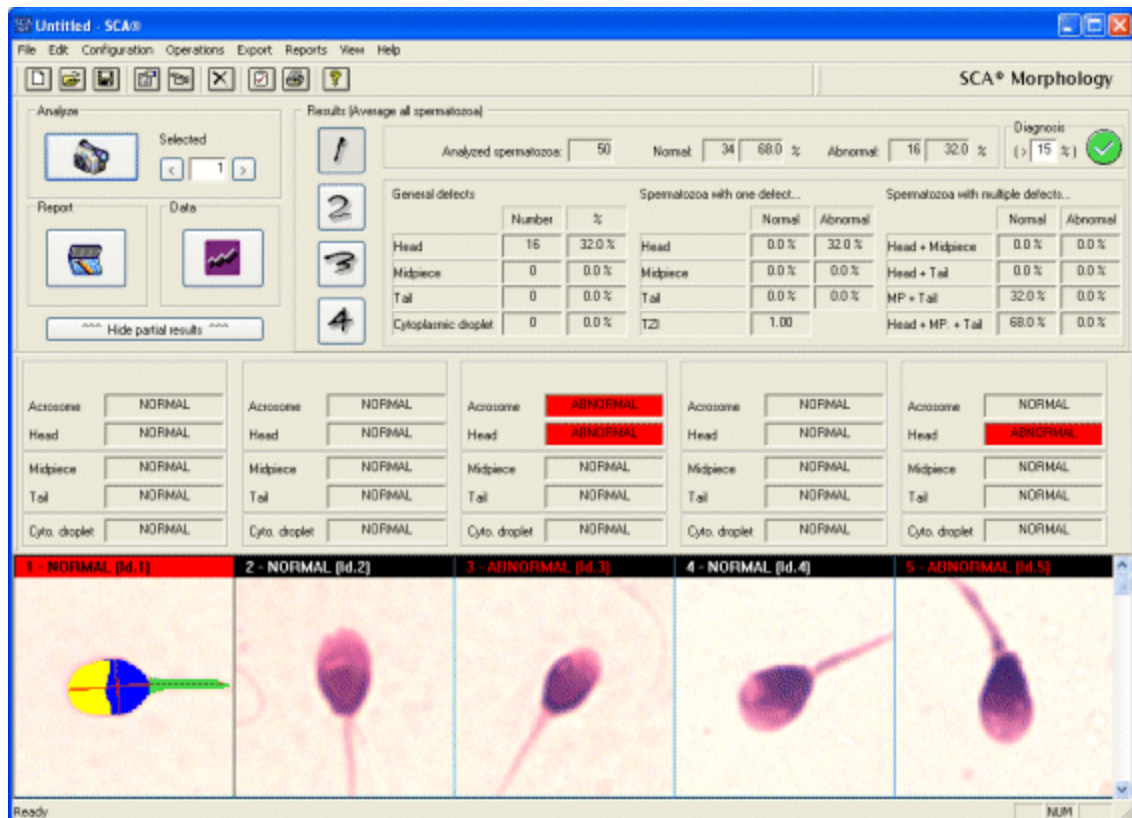 Untitled - SCA®
File Edit Configuration Operations Export Reports View Help
SCA® Morphology
Analyze
Selected
< 1 >
Report
Data
^^^ Hide partial results ^^^
Results (Average all spermatozoa)
1
2
3
4
Analyzed spermatozoa: 50 Normal: 34 68.0 % Abnormal: 16 32.0 %
Diagnosis
(> 15 %)
General defects
Number %
Head 16 32.0 %
Midpiece 0 0.0 %
Tail 0 0.0 %
Cytoplasmic droplet 0 0.0 %
Spermatozoa with one defect...
Normal Abnormal
Head 0.0 % 32.0 %
Midpiece 0.0 % 0.0 %
Tail 0.0 % 0.0 %
TZI 1.00
Spermatozoa with multiple defects...
Normal Abnormal
Head + Midpiece 0.0 % 0.0 %
Head + Tail 0.0 % 0.0 %
MP + Tail 32.0 % 0.0 %
Head + MP. + Tail 68.0 % 0.0 %
Acrosome NORMAL
Head NORMAL
Midpiece NORMAL
Tail NORMAL
Cyto. droplet NORMAL
Acrosome NORMAL
Head NORMAL
Midpiece NORMAL
Tail NORMAL
Cyto. droplet NORMAL
Acrosome ABNORMAL
Head ABNORMAL
Midpiece NORMAL
Tail NORMAL
Cyto. droplet NORMAL
Acrosome NORMAL
Head NORMAL
Midpiece NORMAL
Tail NORMAL
Cyto. droplet NORMAL
Acrosome NORMAL
Head ABNORMAL
Midpiece NORMAL
Tail NORMAL
Cyto. droplet NORMAL
1 - NORMAL (Id.1)
2 - NORMAL (Id.2)
3 - ABNORMAL (Id.3)
4 - NORMAL (Id.4)
5 - ABNORMAL (Id.5)
Ready
NUM